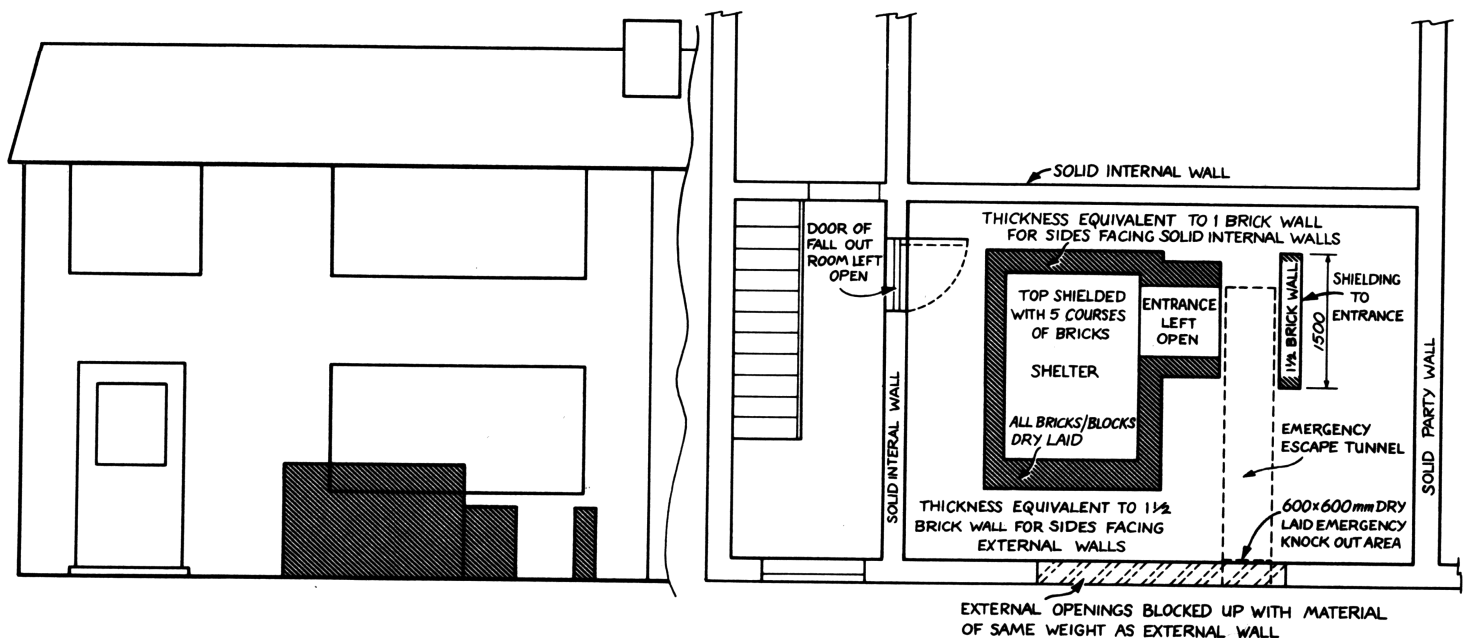 SOLID INTERNAL WALL
THICKNESS EQUIVALENT TO 1 BRICK WALL
FOR SIDES FACING SOLID INTERNAL WALLS
DOOR OF
FALL OUT
ROOM LEFT
OPEN
TOP SHIELDED
WITH 5 COURSES
OF BRICKS
SHELTER
ENTRANCE
LEFT
OPEN
1½ BRICK WALL
1500
SHIELDING
TO
ENTRANCE
ALL BRICKS/BLOCKS
DRY LAID
SOLID INTERAL WALL
SOLID PARTY WALL
EMERGENCY
ESCAPE TUNNEL
THICKNESS EQUIVALENT TO 1½
BRICK WALL FOR SIDES FACING
EXTERNAL WALLS
600x600mm DRY
LAID EMERGENCY
KNOCK OUT AREA
EXTERNAL OPENINGS BLOCKED UP WITH MATERIAL
OF SAME WEIGHT AS EXTERNAL WALL